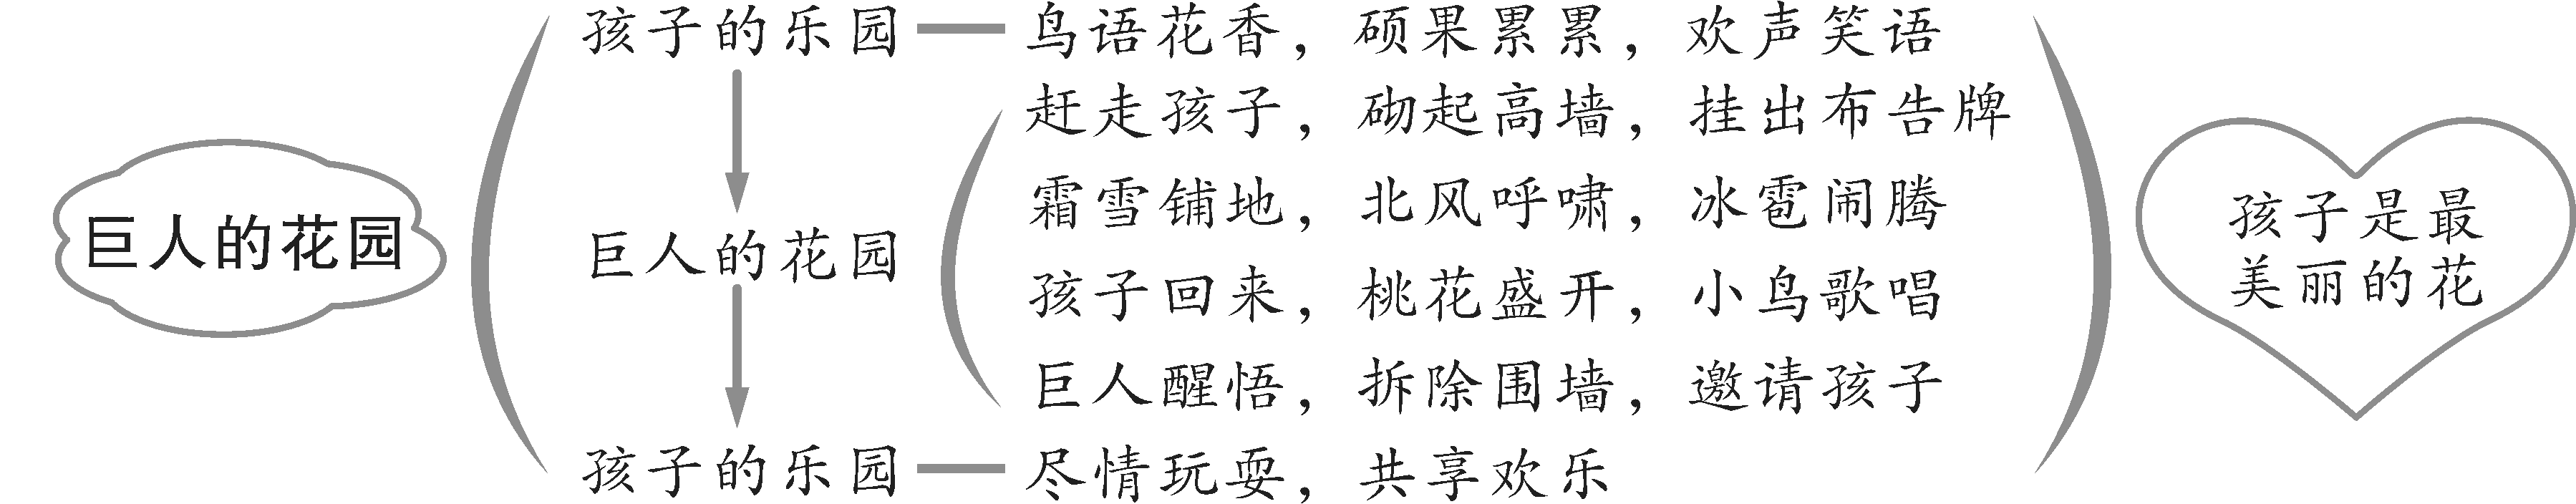 巨人的花园
孩子的乐园
鸟语花香，硕果累累，欢声笑语
巨人的花园
赶走孩子，砌起高墙，挂出布告牌
霜雪铺地，北风呼啸，冰雹闹腾
孩子回来，桃花盛开，小鸟歌唱
巨人醒悟，拆除围墙，邀请孩子
孩子的乐园
尽情玩耍，共享欢乐
孩子是最
美丽的花